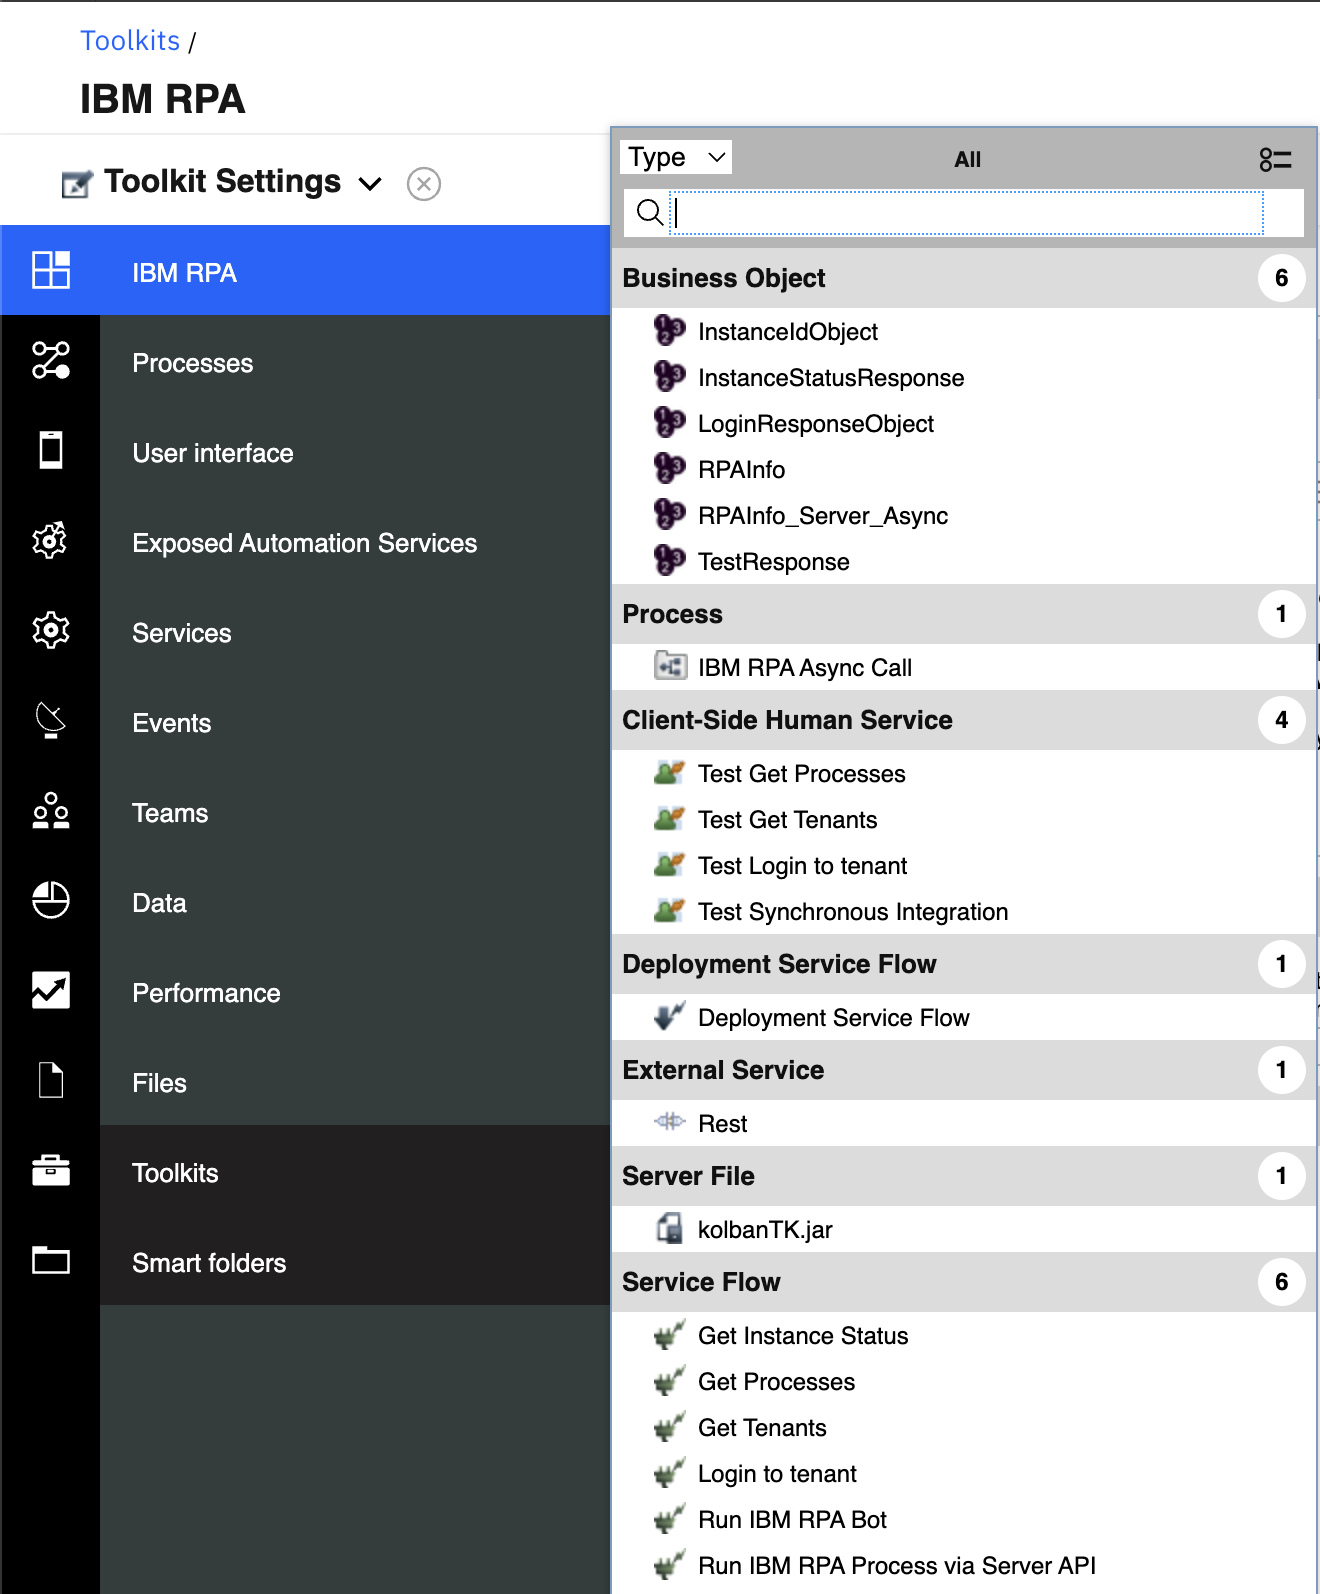 Toolkits /
IBM RPA
Toolkit Settings
IBM RPA
Processes
User interface
Exposed Automation Services
Services
Events
Teams
Data
Performance
Files
Toolkits
Smart folders
Type
All
Business Object 6
InstanceIdObject
InstanceStatusResponse
LoginResponseObject
RPAInfo
RPAInfo_Server_Async
TestResponse
Process 1
IBM RPA Async Call
Client-Side Human Service 4
Test Get Processes
Test Get Tenants
Test Login to tenant
Test Synchronous Integration
Deployment Service Flow 1
Deployment Service Flow
External Service 1
Rest
Server File 1
kolbanTK.jar
Service Flow 6
Get Instance Status
Get Processes
Get Tenants
Login to tenant
Run IBM RPA Bot
Run IBM RPA Process via Server API